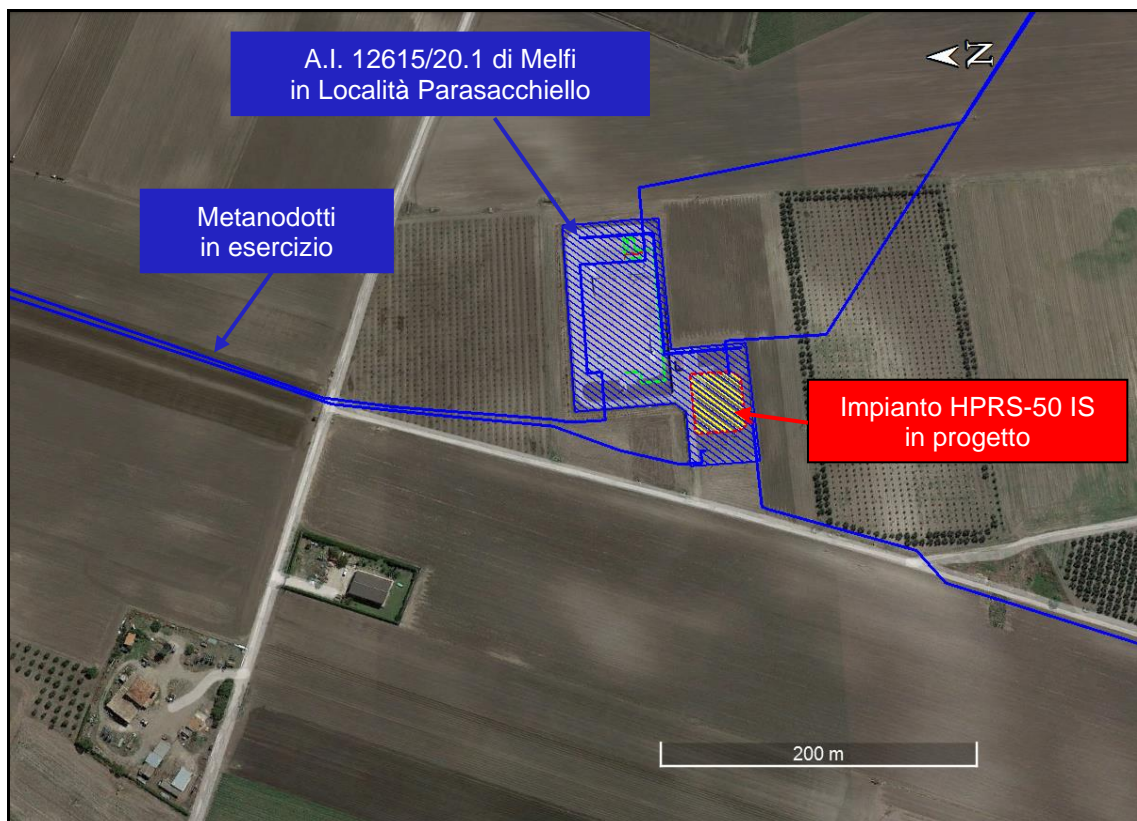 A.I. 12615/20.1 di Melfi
in Località Parasacchiello
N
Metanodotti
in esercizio
Impianto HPRS-50 IS
in progetto
200 m